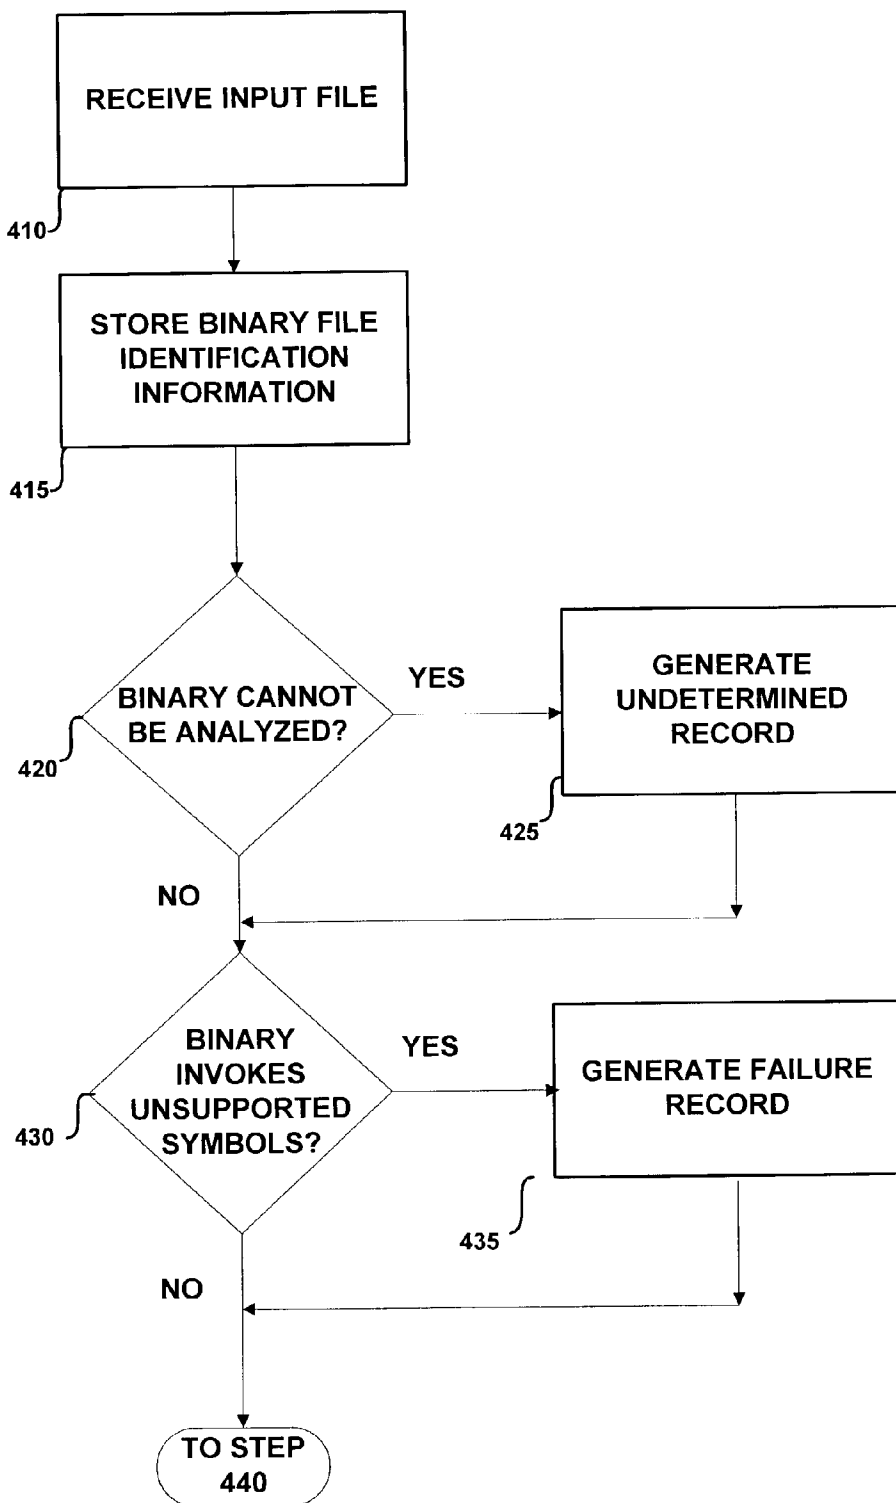 RECEIVE INPUT FILE
410
STORE BINARY FILE
IDENTIFICATION
INFORMATION
415
BINARY CANNOT
BE ANALYZED?
420
YES
GENERATE
UNDETERMINED
RECORD
425
NO
BINARY
INVOKES
UNSUPPORTED
SYMBOLS?
430
YES
GENERATE FAILURE
RECORD
435
NO
TO STEP
440